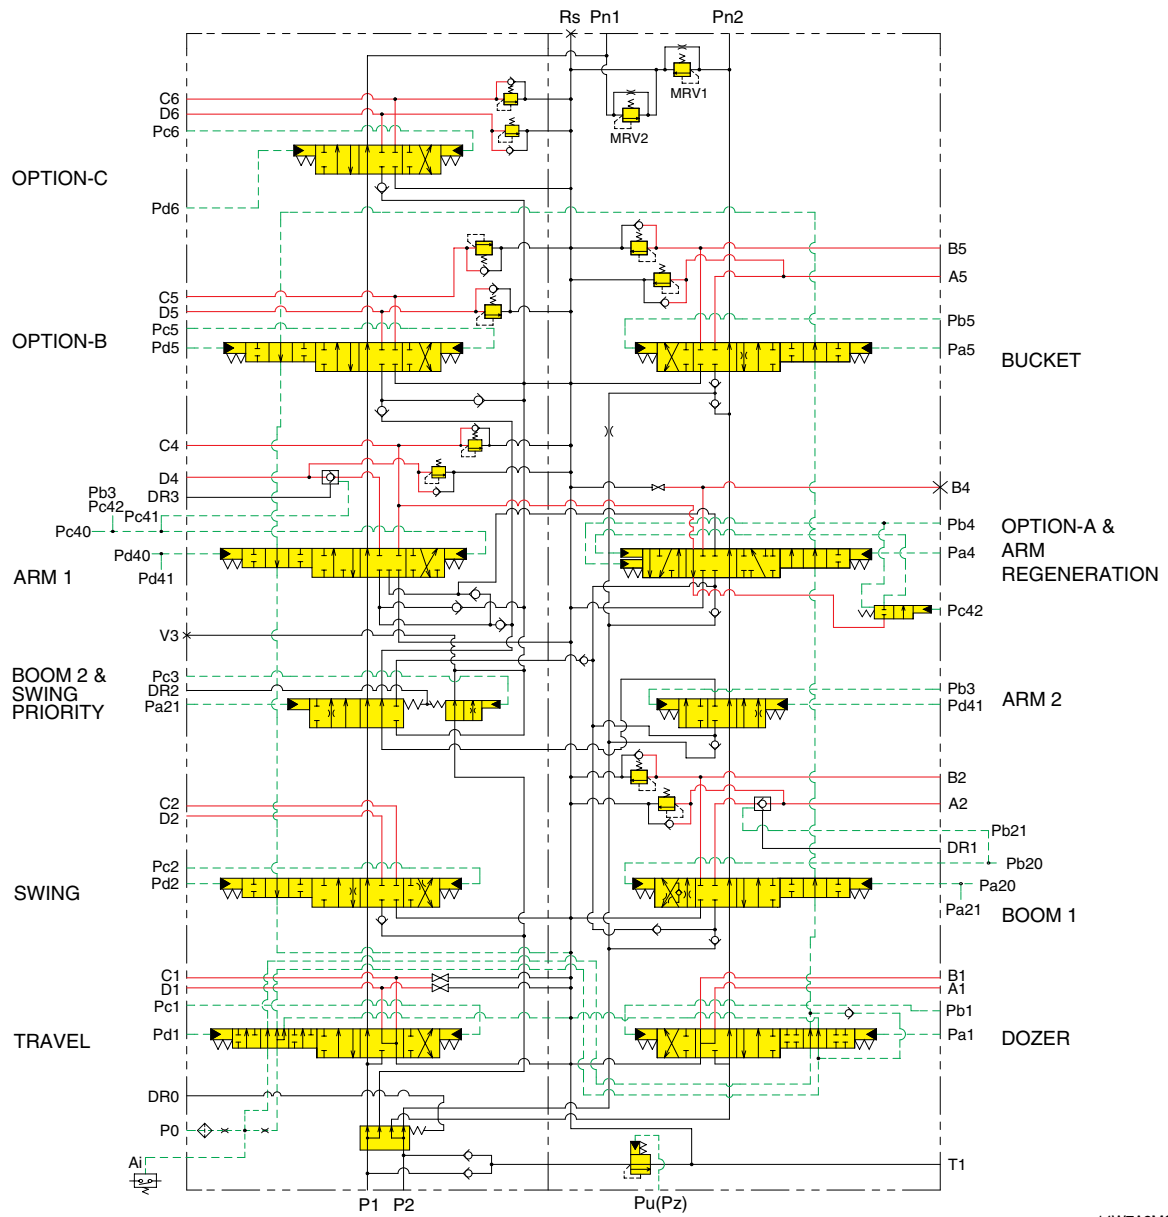 Rs Pn1 Pn2
MRV1
MRV2
C6
D6
Pc6
OPTION-C
Pd6
B5
A5
C5
D5
Pc5
Pd5
OPTION-B
Pb5
Pa5
BUCKET
C4
D4
DR3
Pb3
Pc42
Pc41
Pc40
Pd40
Pd41
ARM 1
B4
Pb4
Pa4
OPTION-A &
ARM
REGENERATION
Pc42
V3
BOOM 2 &
SWING
PRIORITY
Pc3
DR2
Pa21
Pb3
Pd41
ARM 2
B2
A2
C2
D2
Pb21
DR1
Pb20
Pc2
Pd2
SWING
Pa20
Pa21
BOOM 1
C1
D1
Pc1
Pd1
TRAVEL
B1
A1
Pb1
Pa1
DOZER
DR0
P0
Ai
T1
P1 P2
Pu(Pz)